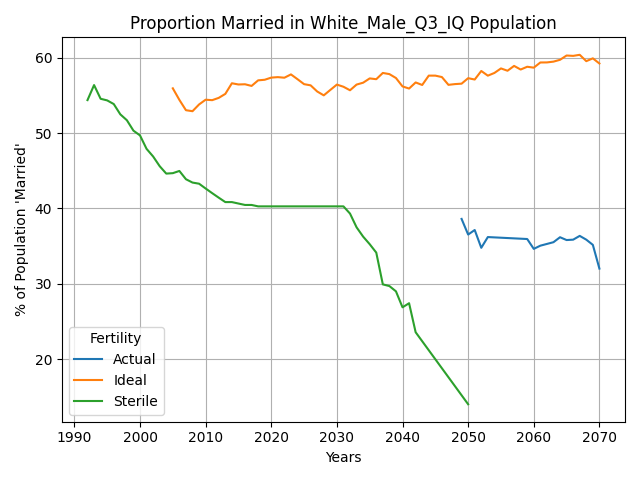 Proportion Married in White_Male_Q3_IQ Population
% of Population 'Married'
60
50
40
30
20
Fertility
Actual
Ideal
Sterile
1990 2000 2010 2020 2030 2040 2050 2060 2070
Years